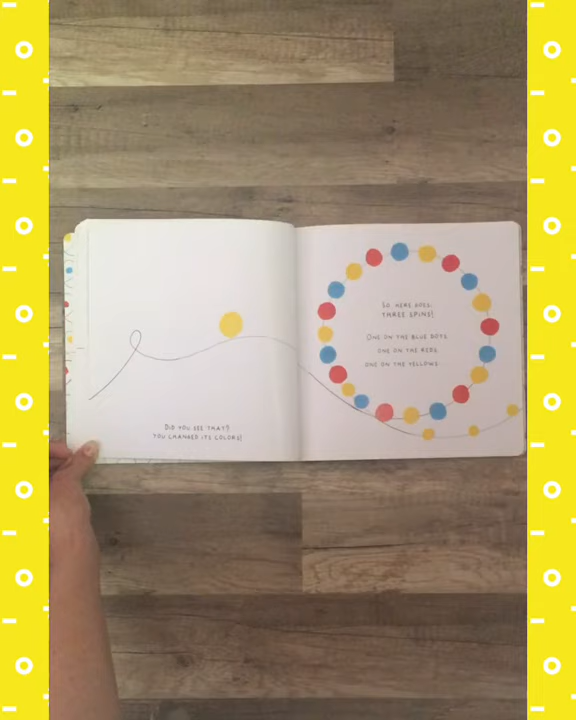 DID YOU SEE THAT?
YOU CHANGED ITS COLORS!
SO HERE GOES:
THREE SPINS!
ONE ON THE BLUE DOTS
ONE ON THE REDS
ONE ON THE YELLOWS